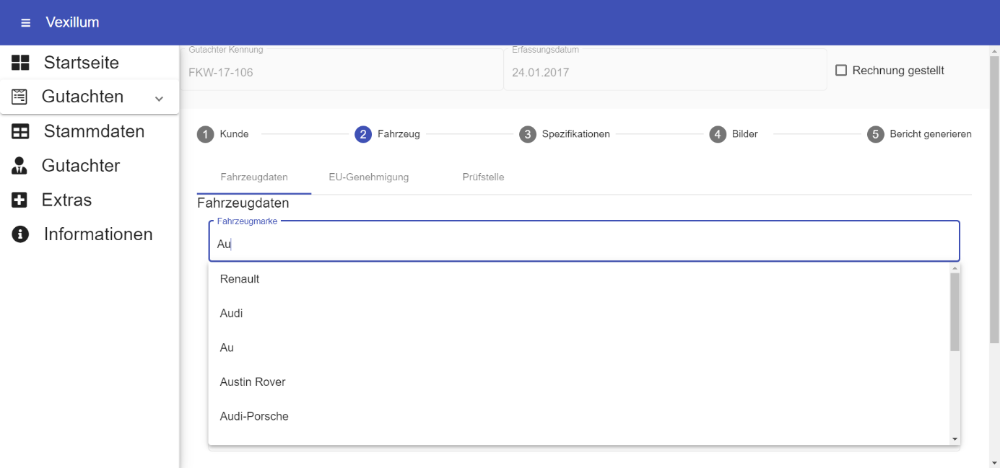 Vexillum
Startseite
Gutachten
Stammdaten
Gutachter
Extras
Informationen
Gutachter Kennung
FKW-17-106
Erfassungsdatum
24.01.2017
Rechnung gestellt
1 Kunde
2 Fahrzeug
3 Spezifikationen
4 Bilder
5 Bericht generieren
Fahrzeugdaten
EU-Genehmigung
Prüfstelle
Fahrzeugdaten
Fahrzeugmarke
Au
Renault
Audi
Au
Austin Rover
Audi-Porsche